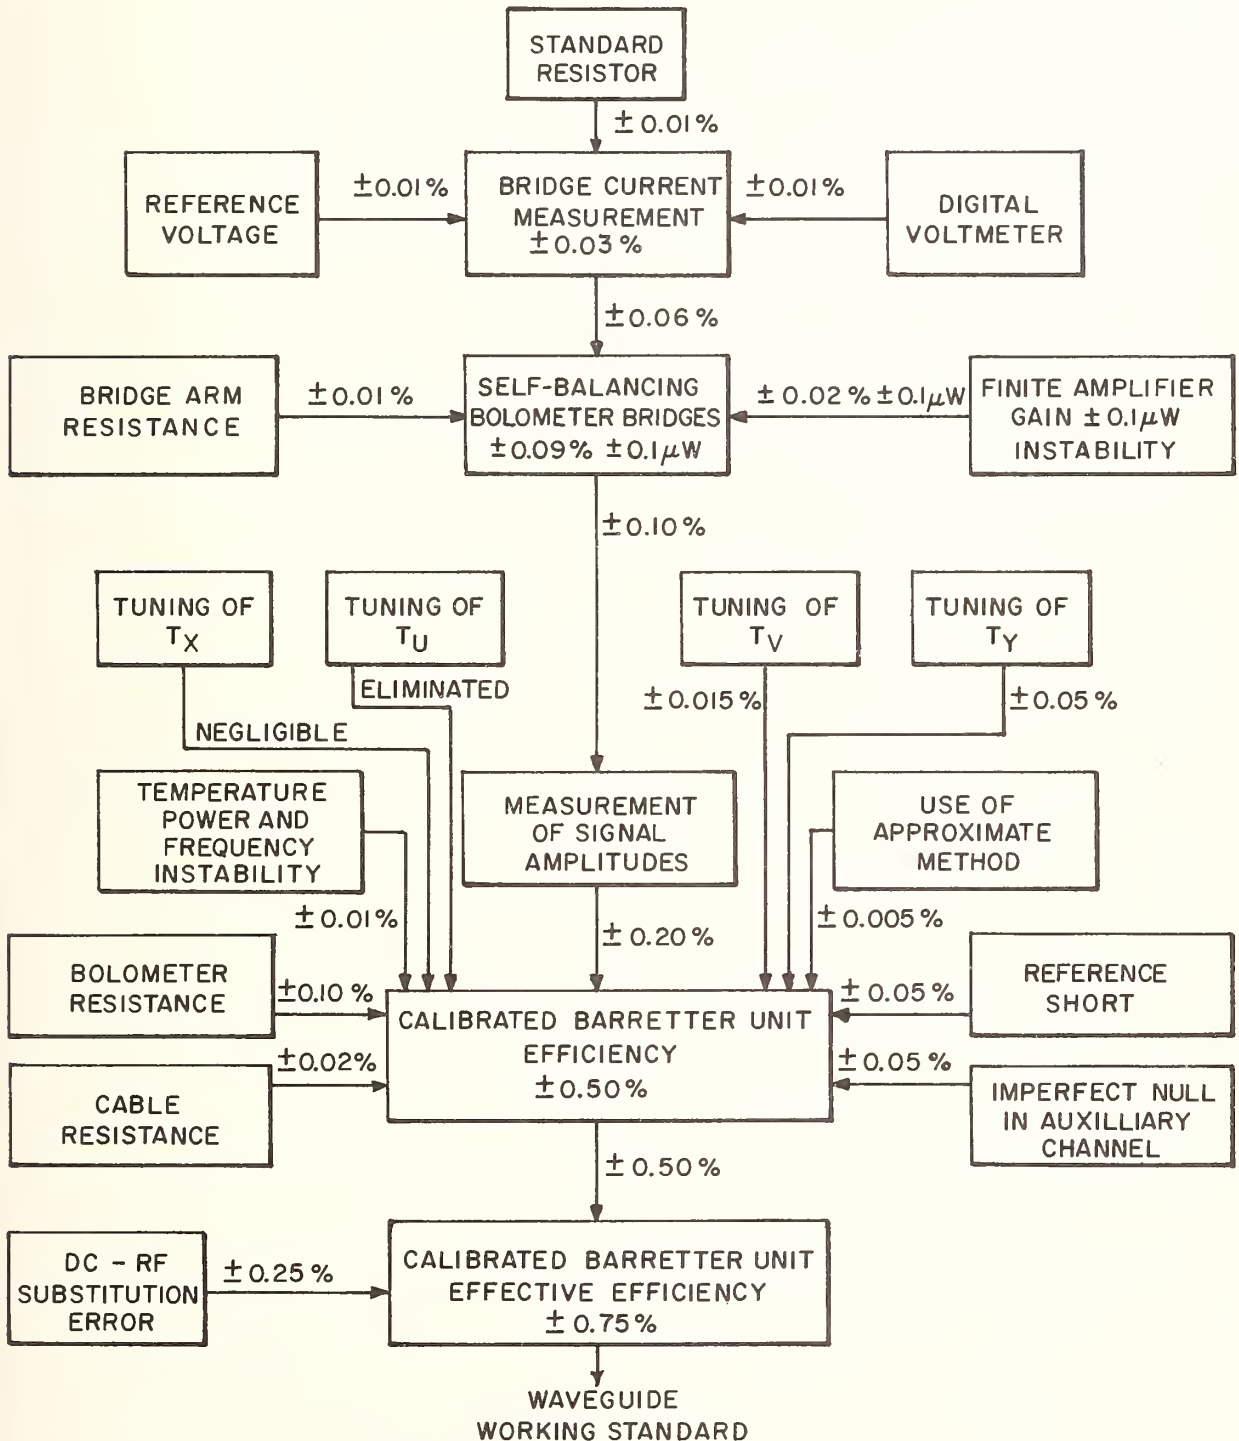 STANDARD
RESISTOR
± 0.01%
REFERENCE
VOLTAGE
±0.01%
BRIDGE CURRENT
MEASUREMENT
±0.03%
±0.01%
DIGITAL
VOLTMETER
±0.06%
BRIDGE ARM
RESISTANCE
±0.01%
SELF-BALANCING
BOLOMETER BRIDGES
±0.09% ±0.1μW
± 0.02% ±0.1μW
FINITE AMPLIFIER
GAIN ±0.1μW
INSTABILITY
±0.10%
TUNING OF
TX
TUNING OF
TU
TUNING OF
TV
TUNING OF
TY
ELIMINATED
±0.015%
±0.05%
NEGLIGIBLE
TEMPERATURE
POWER AND
FREQUENCY
INSTABILITY
MEASUREMENT
OF SIGNAL
AMPLITUDES
USE OF
APPROXIMATE
METHOD
±0.01%
± 0.20%
±0.005%
BOLOMETER
RESISTANCE
±0.10%
CALIBRATED BARRETTER UNIT
EFFICIENCY
±0.50%
± 0.05%
REFERENCE
SHORT
CABLE
RESISTANCE
±0.02%
± 0.05%
IMPERFECT NULL
IN AUXILLIARY
CHANNEL
± 0.50%
DC - RF
SUBSTITUTION
ERROR
±0.25%
CALIBRATED BARRETTER UNIT
EFFECTIVE EFFICIENCY
± 0.75%
WAVEGUIDE
WORKING STANDARD